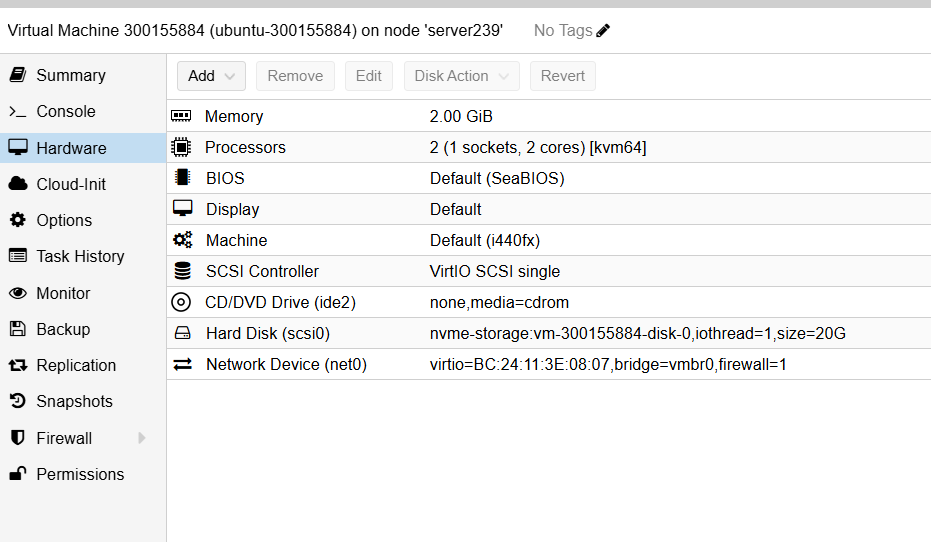 Virtual Machine 300155884 (ubuntu-300155884) on node 'server239' No Tags
Summary
Console
Hardware
Cloud-Init
Options
Task History
Monitor
Backup
Replication
Snapshots
Firewall
Permissions
Add Remove Edit Disk Action Revert
Memory 2.00 GiB
Processors 2 (1 sockets, 2 cores) [kvm64]
BIOS Default (SeaBIOS)
Display Default
Machine Default (i440fx)
SCSI Controller VirtIO SCSI single
CD/DVD Drive (ide2) none,media=cdrom
Hard Disk (scsi0) nvme-storage:vm-300155884-disk-0,iothread=1,size=20G
Network Device (net0) virtio=BC:24:11:3E:08:07,bridge=vmbr0,firewall=1